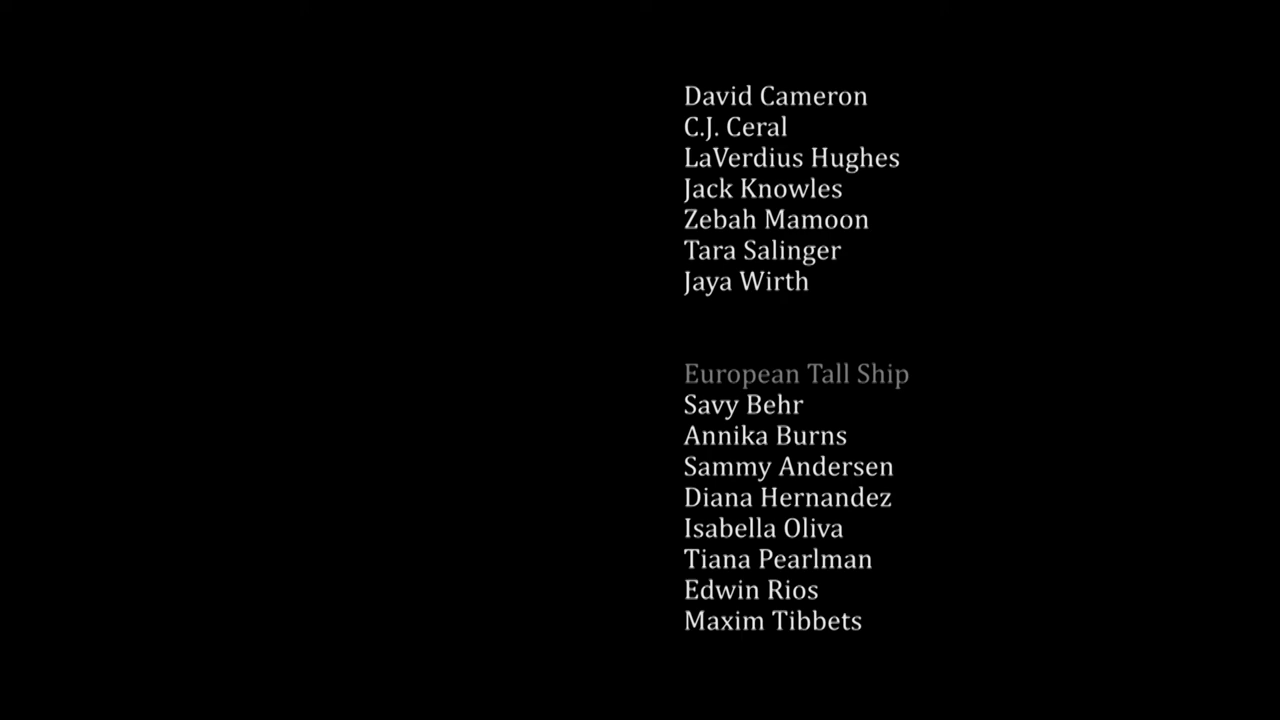 David Cameron
C.J. Ceral
LaVerdius Hughes
Jack Knowles
Zebah Mamoon
Tara Salinger
Jaya Wirth
European Tall Ship
Savy Behr
Annika Burns
Sammy Andersen
Diana Hernandez
Isabella Oliva
Tiana Pearlman
Edwin Rios
Maxim Tibbets